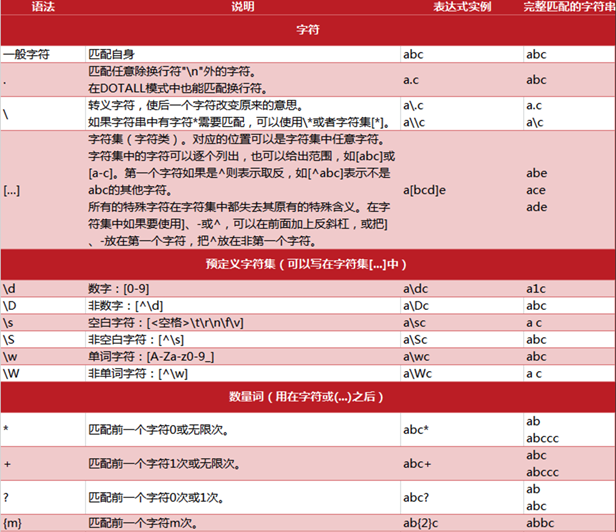 语法 说明 表达式实例 完整匹配的字符串
字符
一般字符 匹配自身 abc abc
. 匹配任意除换行符"\n"外的字符。
在DOTALL模式中也能匹配换行符。 a.c abc
\ 转义字符，使后一个字符改变原来的意思。
如果字符串中有字符*需要匹配，可以使用\*或者字符集[*]。 a\.c a.c
a\\c a\c
[...] 字符集（字符类）。对应的位置可以是字符集中任意字符。
字符集中的字符可以逐个列出，也可以给出范围，如[abc]或
[a-c]。第一个字符如果是^则表示取反，如[^abc]表示不是
abc的其他字符。
所有的特殊字符在字符集中都失去其原有的特殊含义。在字
符集中如果要使用]、-或^，可以在前面加上反斜杠，或把]
、-放在第一个字符，把^放在非第一个字符。 a[bcd]e abe
ace
ade
预定义字符集（可以写在字符集[...]中）
\d 数字：[0-9] a\dc a1c
\D 非数字：[^\d] a\Dc abc
\s 空白字符：[<空格>\t\r\n\f\v] a\sc a c
\S 非空白字符：[^\s] a\Sc abc
\w 单词字符：[A-Za-z0-9_] a\wc abc
\W 非单词字符：[^\w] a\Wc a c
数量词（用在字符或(...)之后）
* 匹配前一个字符0或无限次。 abc* ab
abccc
+ 匹配前一个字符1次或无限次。 abc+ abc
abccc
? 匹配前一个字符0次或1次。 abc? ab
abc
{m} 匹配前一个字符m次。 ab{2}c abbc